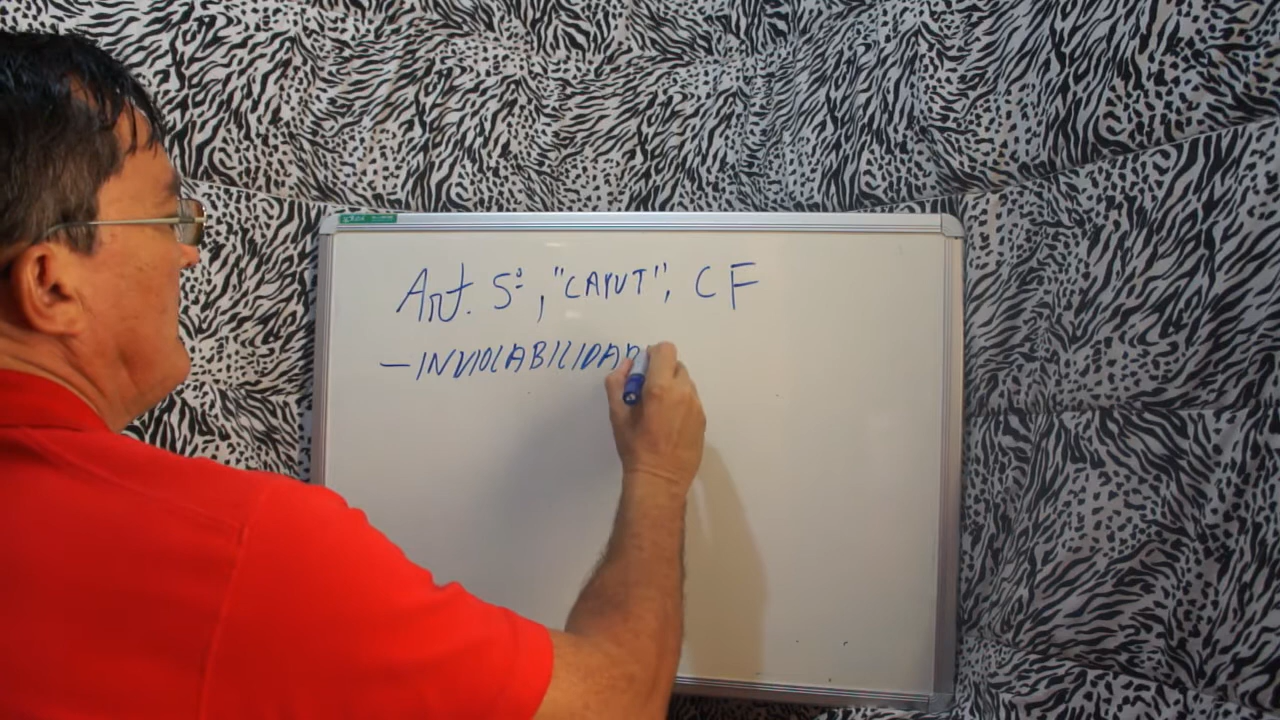 Art. 5º, "CAPUT", CF
- INVIOLABILIDAD